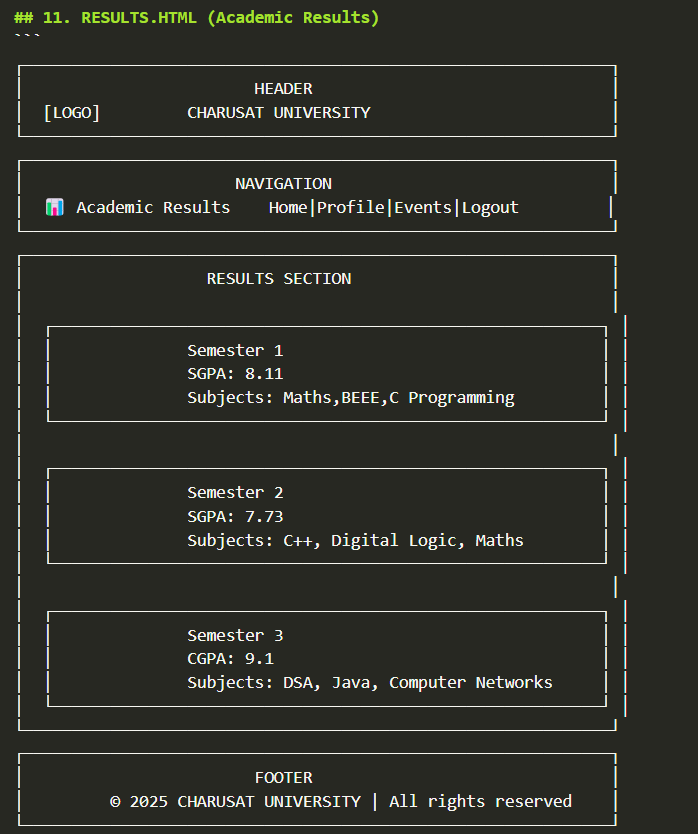 ## 11. RESULTS.HTML (Academic Results)
```
HEADER
[LOGO] CHARUSAT UNIVERSITY
NAVIGATION
📊 Academic Results Home|Profile|Events|Logout
RESULTS SECTION
Semester 1
SGPA: 8.11
Subjects: Maths,BEEE,C Programming
Semester 2
SGPA: 7.73
Subjects: C++, Digital Logic, Maths
Semester 3
CGPA: 9.1
Subjects: DSA, Java, Computer Networks
FOOTER
© 2025 CHARUSAT UNIVERSITY | All rights reserved